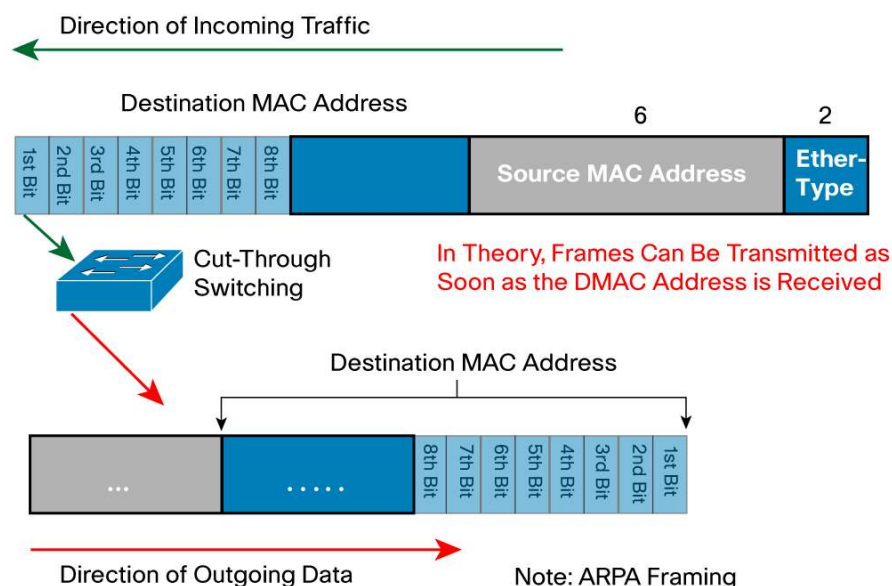 Direction of Incoming Traffic
Destination MAC Address
6
2
1st Bit
2nd Bit
3rd Bit
4th Bit
5th Bit
6th Bit
7th Bit
8th Bit
Source MAC Address
Ether-
Type
Cut-Through
Switching
In Theory, Frames Can Be Transmitted as
Soon as the DMAC Address is Received
Destination MAC Address
...
.....
8th Bit
7th Bit
6th Bit
5th Bit
4th Bit
3rd Bit
2nd Bit
1st Bit
Direction of Outgoing Data
Note: ARPA Framing